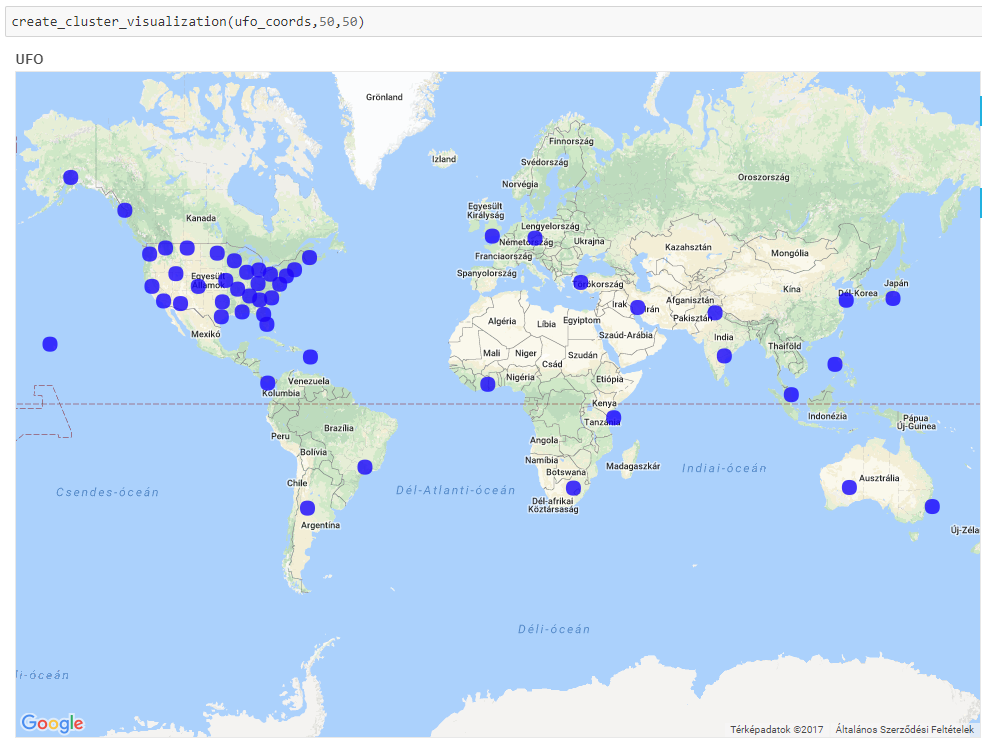 create_cluster_visualization(ufo_coords,50,50)
UFO
Grönland
Izland
Finnország
Svédország
Norvégia
Oroszország
Kanada
Egyesült
Királyság
Lengyelország
Németország
Ukrajna
Franciaország
Kazahsztán
Mongólia
Spanyolország
Egyesült
Államok
Törökország
Kína
Japán
Dél-Korea
Irak
Irán
Afganisztán
Pakisztán
Algéria
Líbia
Egyiptom
Szaúd-Arábia
Mexikó
India
Thaiföld
Mali
Niger
Csád
Szudán
Nigéria
Etiópia
Venezuela
Kolumbia
Kenya
Indonézia
Pápua
Új-Guinea
Tanzánia
Peru
Brazília
Angola
Bolívia
Namíbia
Botswana
Madagaszkár
Indiai-óceán
Ausztrália
Chile
Csendes-óceán
Dél-Atlanti-óceán
Dél-afrikai
Köztársaság
Argentína
Új-Zéla
Déli-óceán
li-óceán
Google
Térképadatok ©2017 Általános Szerződési Feltételek